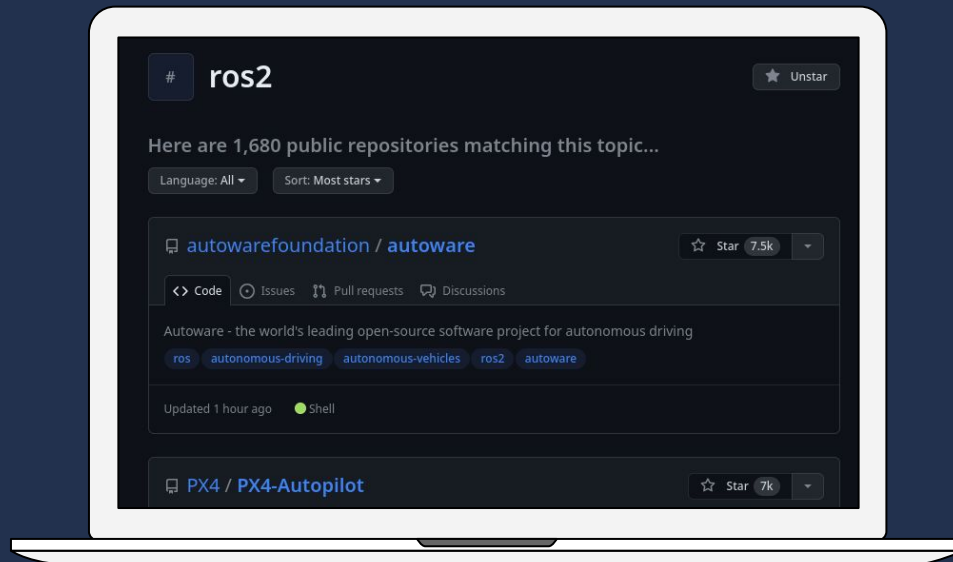 # ros2
Unstar
Here are 1,680 public repositories matching this topic...
Language: All
Sort: Most stars
autowarefoundation / autoware
Star 7.5k
Code Issues Pull requests Discussions
Autoware - the world's leading open-source software project for autonomous driving
ros autonomous-driving autonomous-vehicles ros2 autoware
Updated 1 hour ago Shell
PX4 / PX4-Autopilot
Star 7k